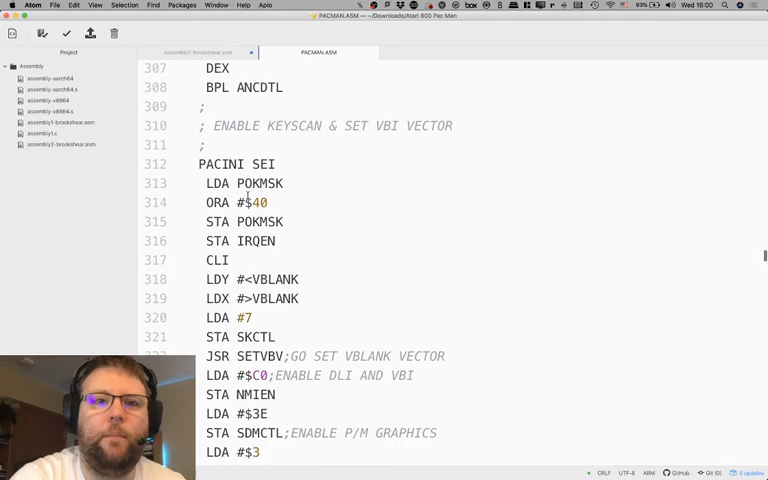 Atom File Edit View Selection Find Packages Window Help Apio
93% Wed 16:00
PACMAN.ASM — ~/Downloads/Atari 800 Pac Man
Project
assembly2-brookshear.asm
PACMAN.ASM
Assembly
assembly-aarch64
assembly-aarch64.s
assembly-x8664
assembly-x8664.s
assembly1-brookshear.asm
assembly1.c
assembly2-brookshear.asm
307 DEX
308 BPL ANCDTL
309 ;
310 ; ENABLE KEYSCAN & SET VBI VECTOR
311 ;
312 PACINI SEI
313 LDA POKMSK
314 ORA #$40
315 STA POKMSK
316 STA IRQEN
317 CLI
318 LDY #<VBLANK
319 LDX #>VBLANK
320 LDA #7
321 STA SKCTL
JSR SETVBV;GO SET VBLANK VECTOR
LDA #$C0;ENABLE DLI AND VBI
STA NMIEN
LDA #$3E
STA SDMCTL;ENABLE P/M GRAPHICS
LDA #$3
CRLF UTF-8 ARM GitHub Git (0) 5 updates